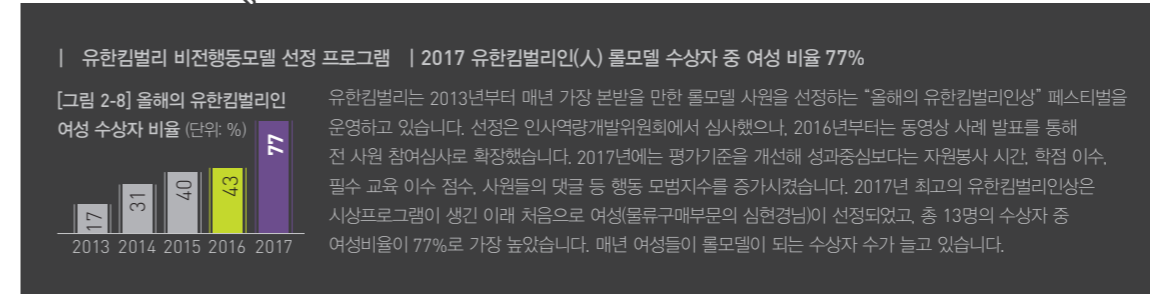 | 유한킴벌리 비전행동모델 선정 프로그램 | 2017 유한킴벌리인(人) 롤모델 수상자 중 여성 비율 77%
[그림 2-8] 올해의 유한킴벌리인
여성 수상자 비율 (단위: %)
17
31
40
43
77
2013 2014 2015 2016 2017
유한킴벌리는 2013년부터 매년 가장 본받을 만한 롤모델 사원을 선정하는 “올해의 유한킴벌리인상” 페스티벌을
운영하고 있습니다. 선정은 인사역량개발위원회에서 심사했으나, 2016년부터는 동영상 사례 발표를 통해
전 사원 참여심사로 확장했습니다. 2017년에는 평가기준을 개선해 성과중심보다는 자원봉사 시간, 학점 이수,
필수 교육 이수 점수, 사원들의 댓글 등 행동 모범지수를 증가시켰습니다. 2017년 최고의 유한킴벌리인상은
시상프로그램이 생긴 이래 처음으로 여성(물류구매부문의 심현경님)이 선정되었고, 총 13명의 수상자 중
여성비율이 77%로 가장 높았습니다. 매년 여성들이 롤모델이 되는 수상자 수가 늘고 있습니다.